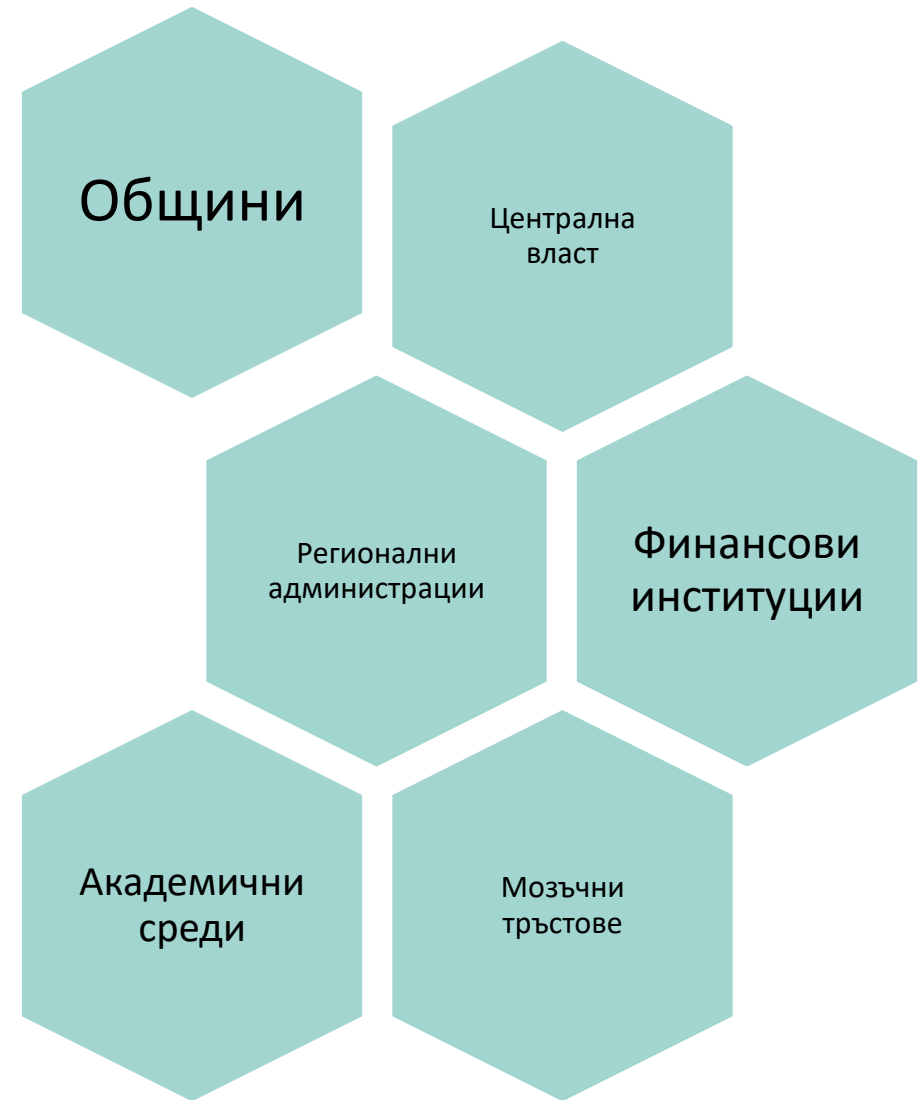 Общини
Централна
власт
Регионални
администрации
Финансови
институции
Академични
среди
Мозъчни
тръстове